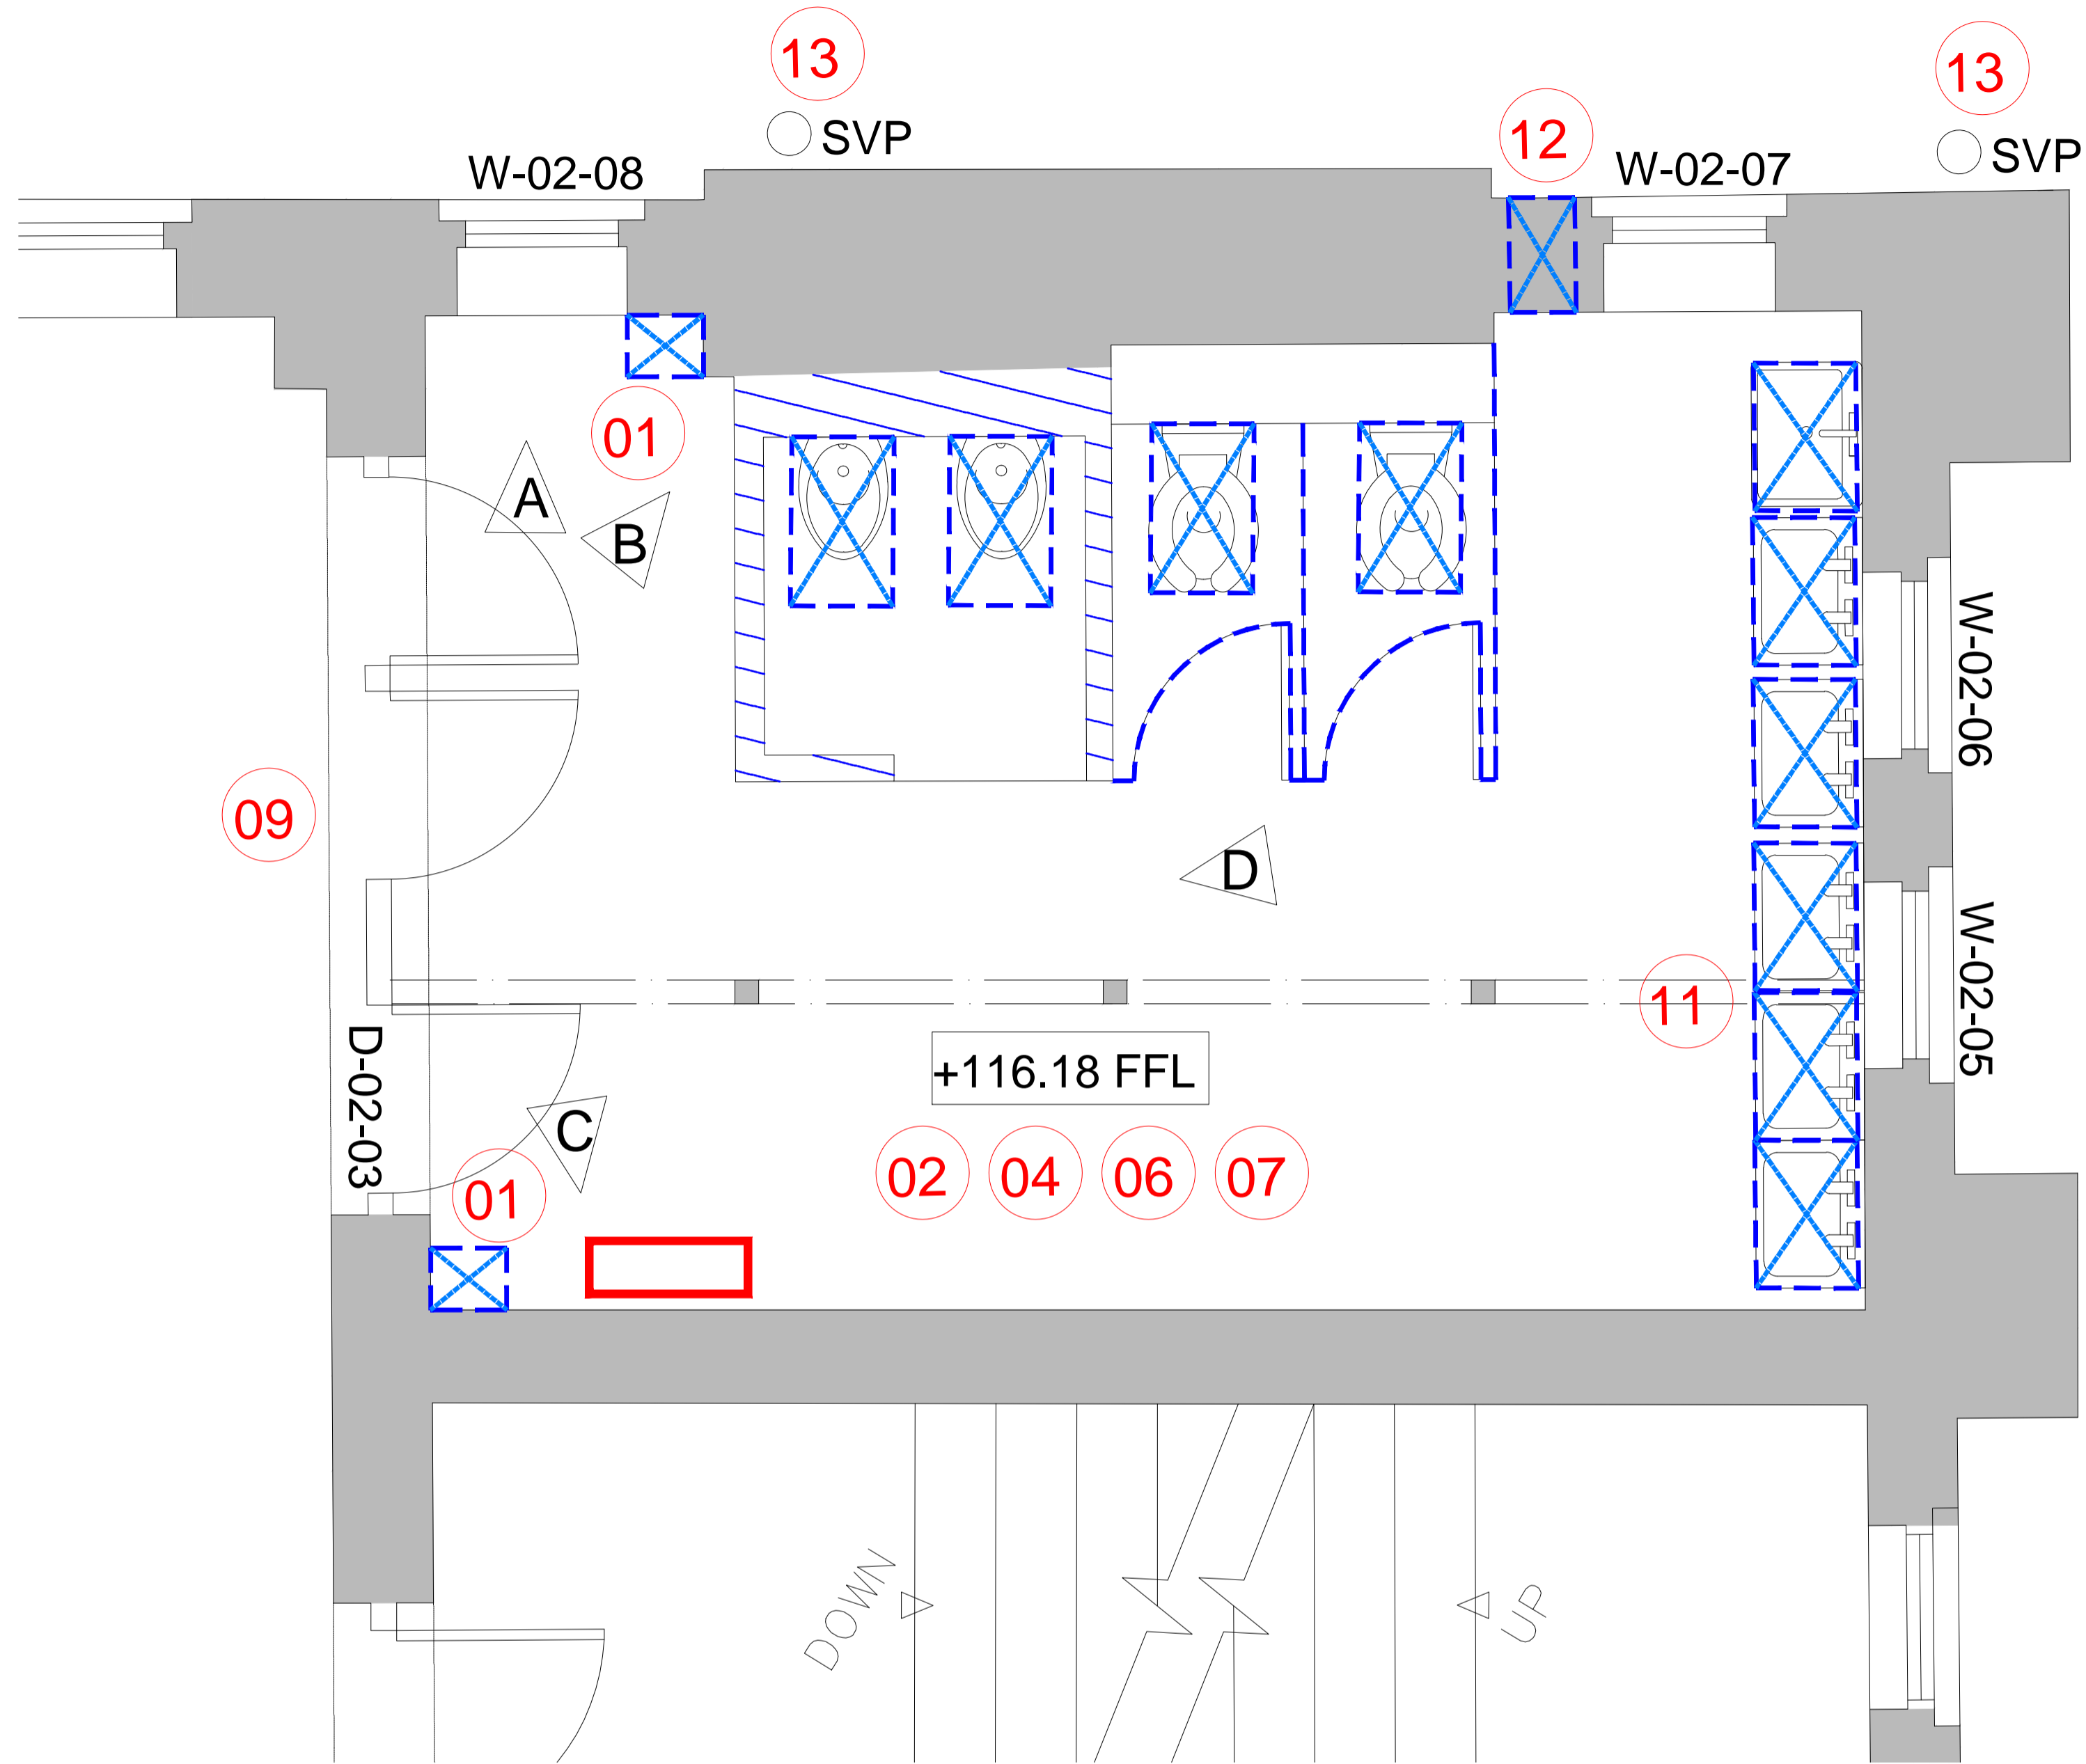 13
13
SVP
12
SVP
W-02-08
W-02-07
01
A
B
W-02-06
09
D
W-02-05
11
D-02-03
+116.18 FFL
C
01
02 04 06 07
DOWN
UP